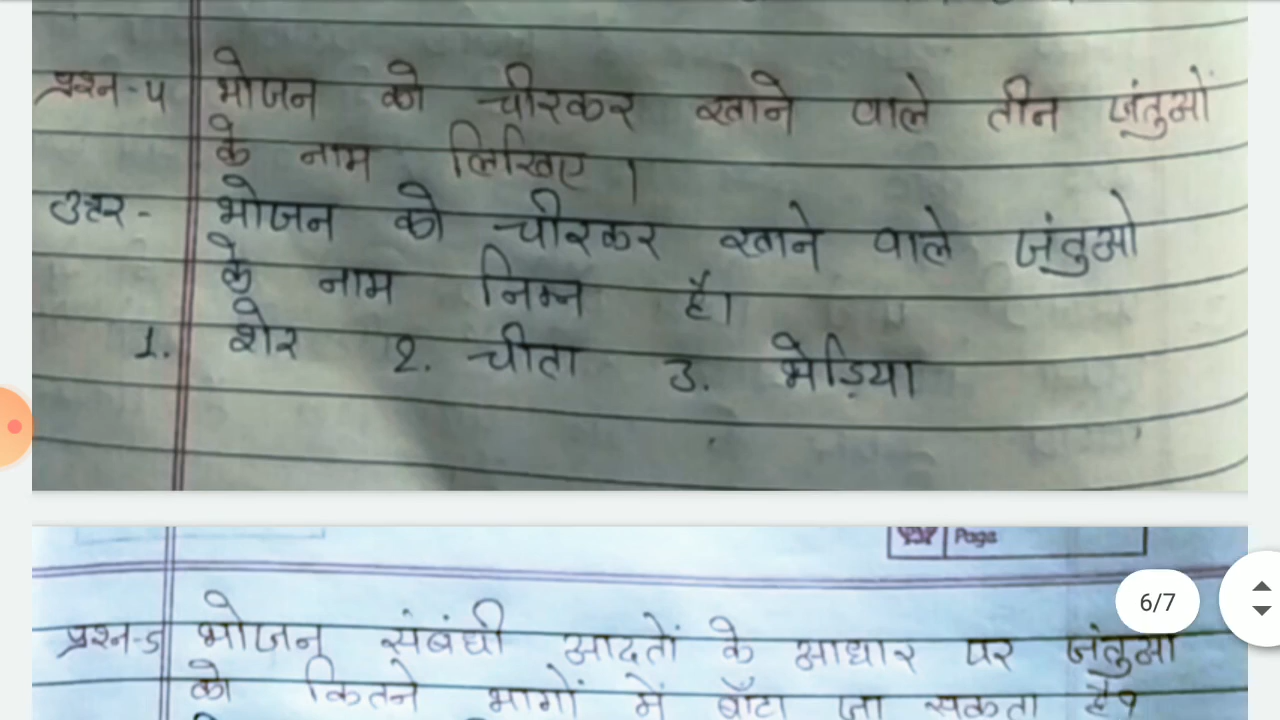 प्रश्न-4 भोजन को चीरकर खाने वाले तीन जंतुओं
के नाम लिखिए।
उत्तर- भोजन को चीरकर खाने वाले जंतुओ
के नाम निम्न है।
1. शेर 2. चीता 3. भेड़िया
Page
6/7
प्रश्न-5 भोजन संबंधी आदतों के आधार पर जंतुओ
को कितने भागों में बाँटा जा सकता है?